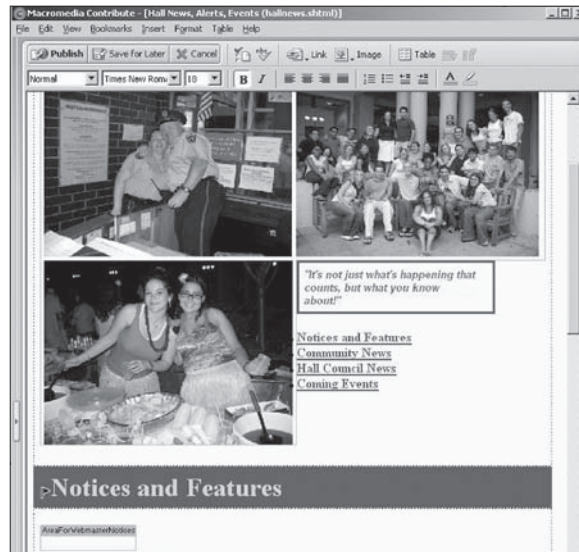 Macromedia Contribute - [Hall News, Alerts, Events (hallnews.shtml)]
File Edit View Bookmarks Insert Format Table Help
Publish Save for Later Cancel Link Image Table
Normal Times New Roma 18 B I
"It's not just what's happening that
counts, but what you know
about!"
Notices and Features
Community News
Hall Council News
Coming Events
Notices and Features
AreaForWebmasterNotices